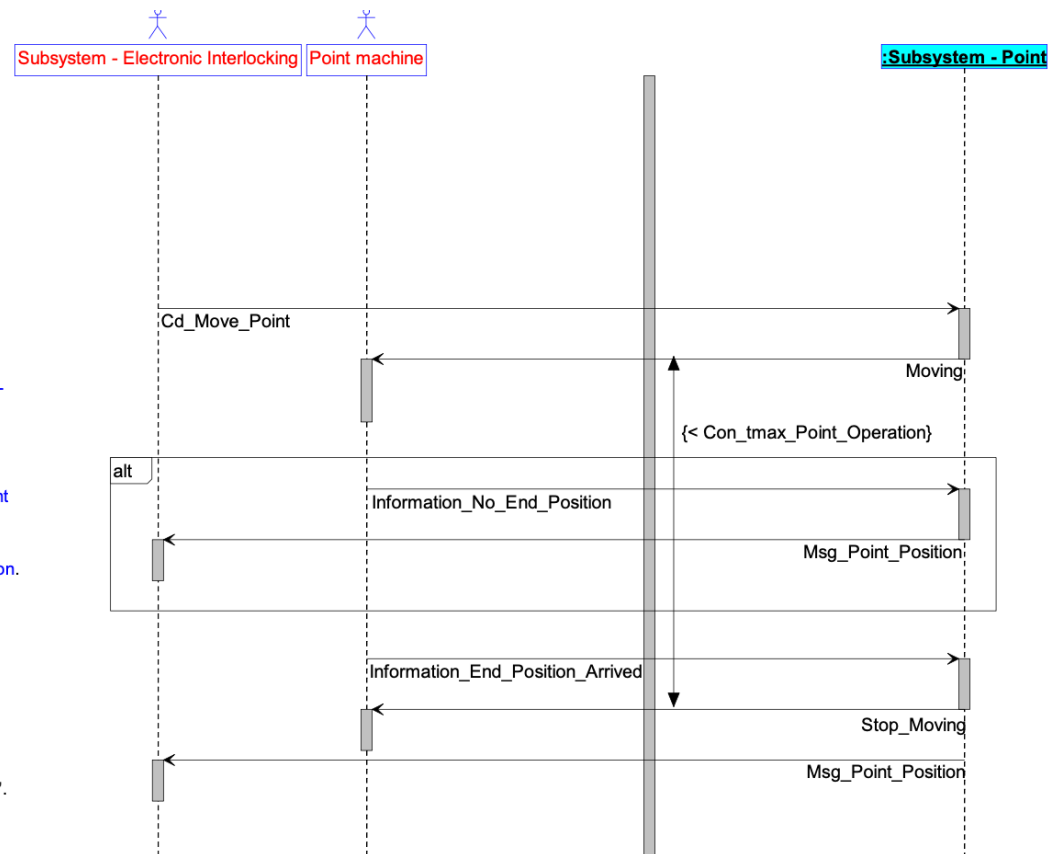 Subsystem - Electronic Interlocking
Point machine
:Subsystem - Point
Cd_Move_Point
Moving
{< Con_tmax_Point_Operation}
alt
Information_No_End_Position
Msg_Point_Position
Information_End_Position_Arrived
Stop_Moving
Msg_Point_Position